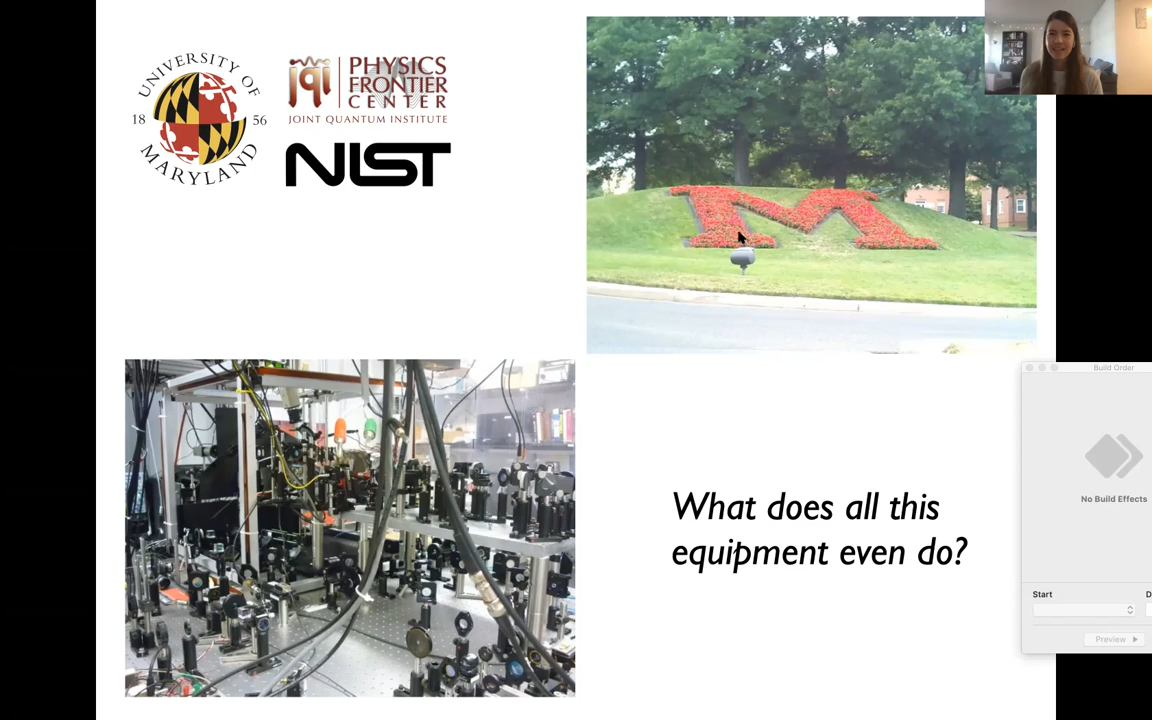 UNIVERSITY OF
18 56
MARYLAND
jqi
PHYSICS
FRONTIER
CENTER
JOINT QUANTUM INSTITUTE
NIST
M
What does all this
equipment even do?
Build Order
No Build Effects
Start
D
Preview